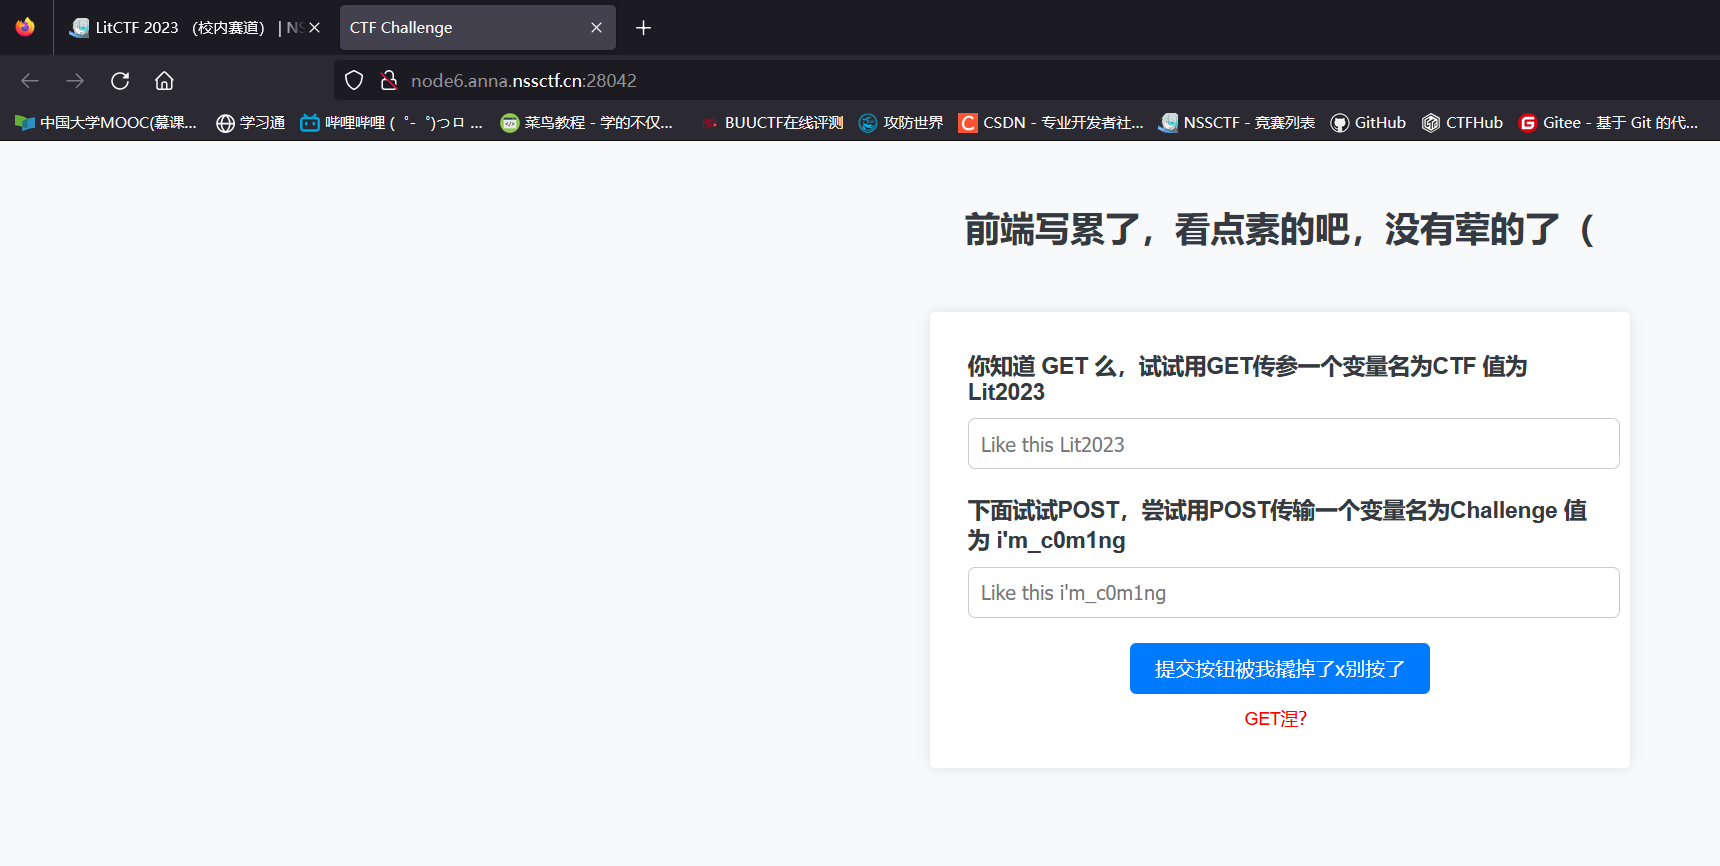 LitCTF 2023 （校内赛道） | NS
CTF Challenge
node6.anna.nssctf.cn:28042
中国大学MOOC(慕课...
学习通
哔哩哔哩 ( ゜- ゜)つロ ...
菜鸟教程 - 学的不仅...
BUUCTF在线评测
攻防世界
CSDN - 专业开发者社...
NSSCTF - 竞赛列表
GitHub
CTFHub
Gitee - 基于 Git 的代...
前端写累了，看点素的吧，没有荤的了（
你知道 GET 么，试试用GET传参一个变量名为CTF 值为
Lit2023
Like this Lit2023
下面试试POST，尝试用POST传输一个变量名为Challenge 值
为 i'm_c0m1ng
Like this i'm_c0m1ng
提交按钮被我撬掉了x别按了
GET涅?